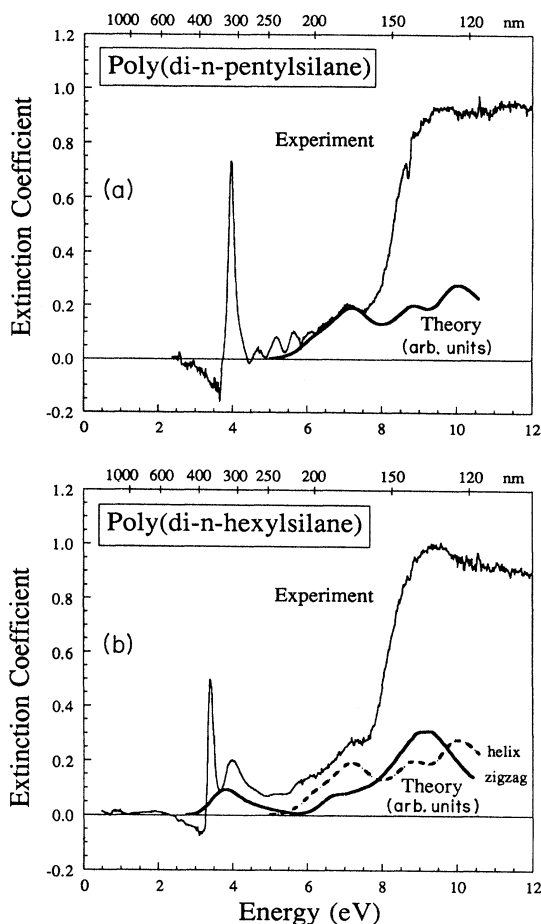 1000 600 400 300 250 200 140 120 nm
1.2
1.0
0.8
0.6
0.4
0.2
0.0
-0.2
Extinction Coefficient
Poly(di-n-pentylsilane)
Experiment
(a)
Theory
(arb. units)
0 2 4 6 8 10 12
1000 600 400 300 250 200 140 120 nm
1.2
1.0
0.8
0.6
0.4
0.2
0.0
-0.2
Extinction Coefficient
Poly(di-n-hexylsilane)
Experiment
(b)
helix
zigzag
Theory
(arb. units)
0 2 4 6 8 10 12
Energy (eV)